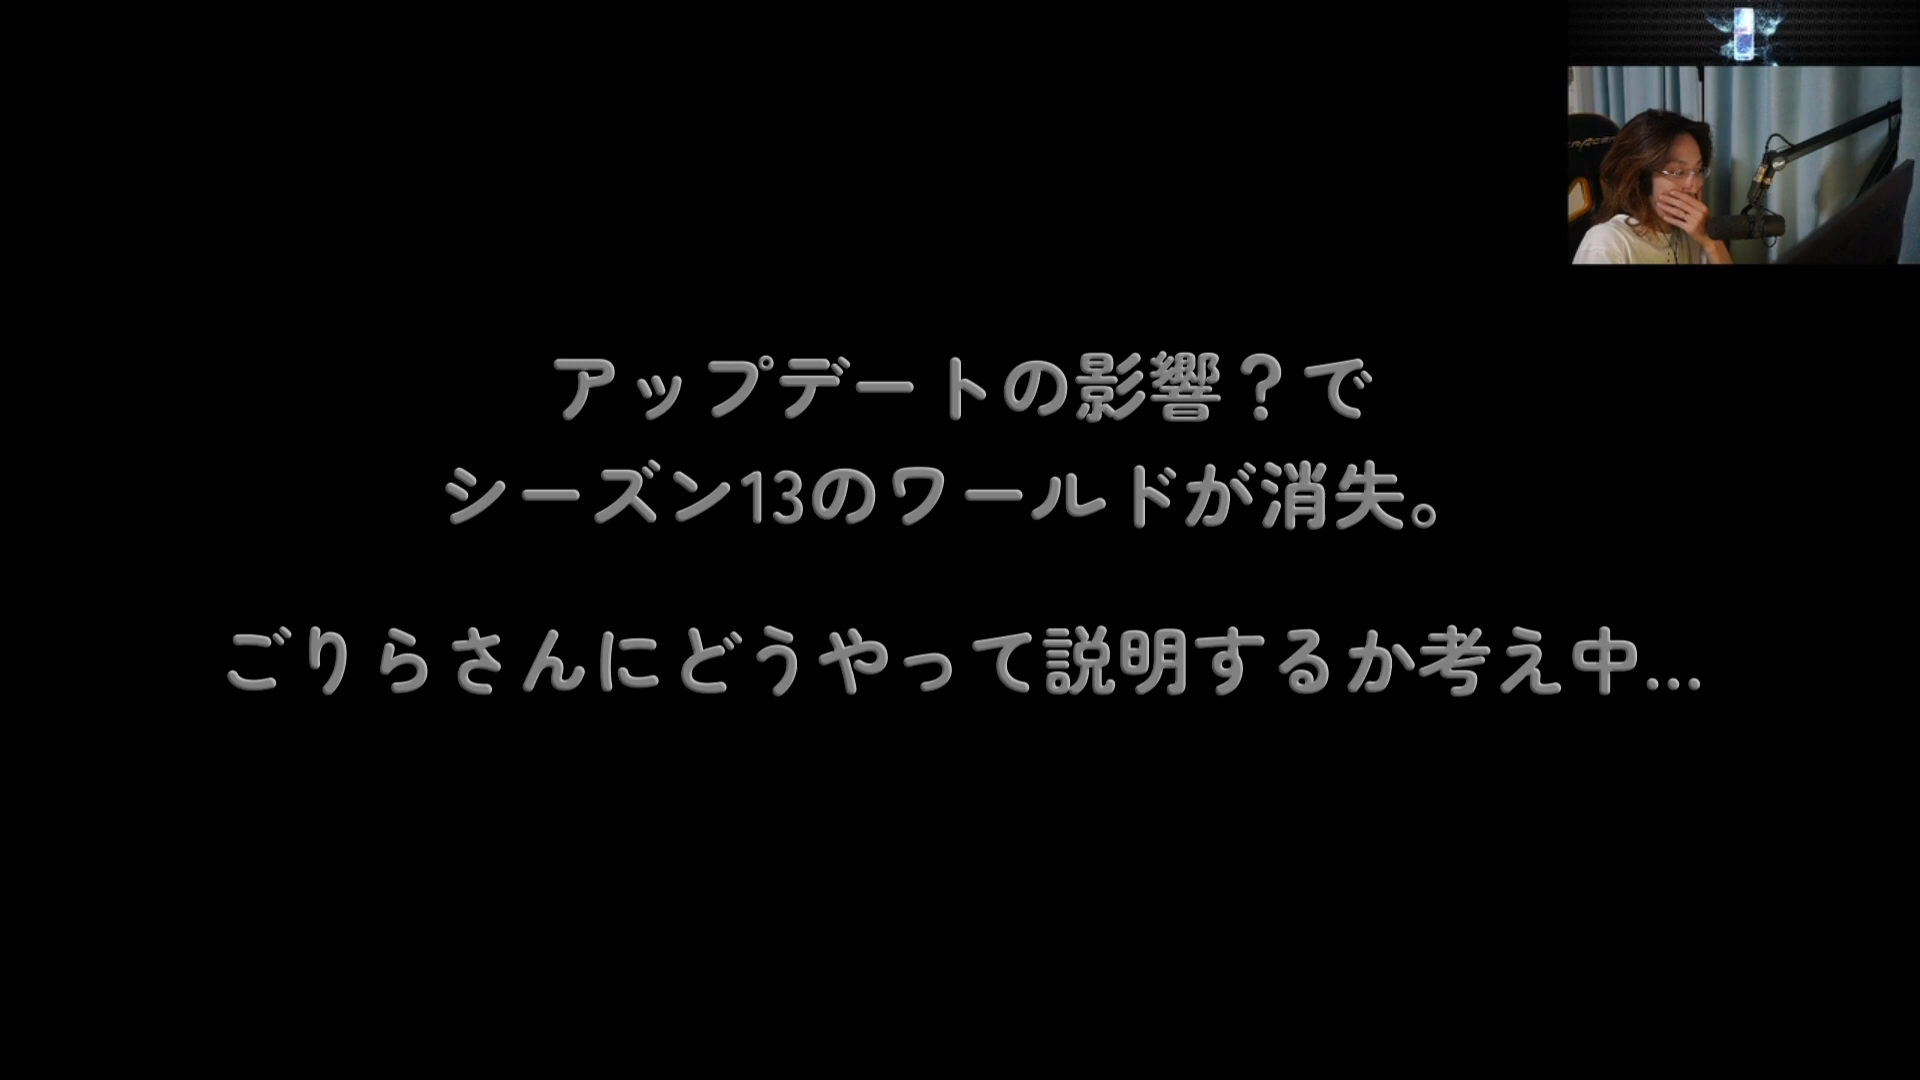 アップデートの影響？で
シーズン13のワールドが消失。
ごりらさんにどうやって説明するか考え中...